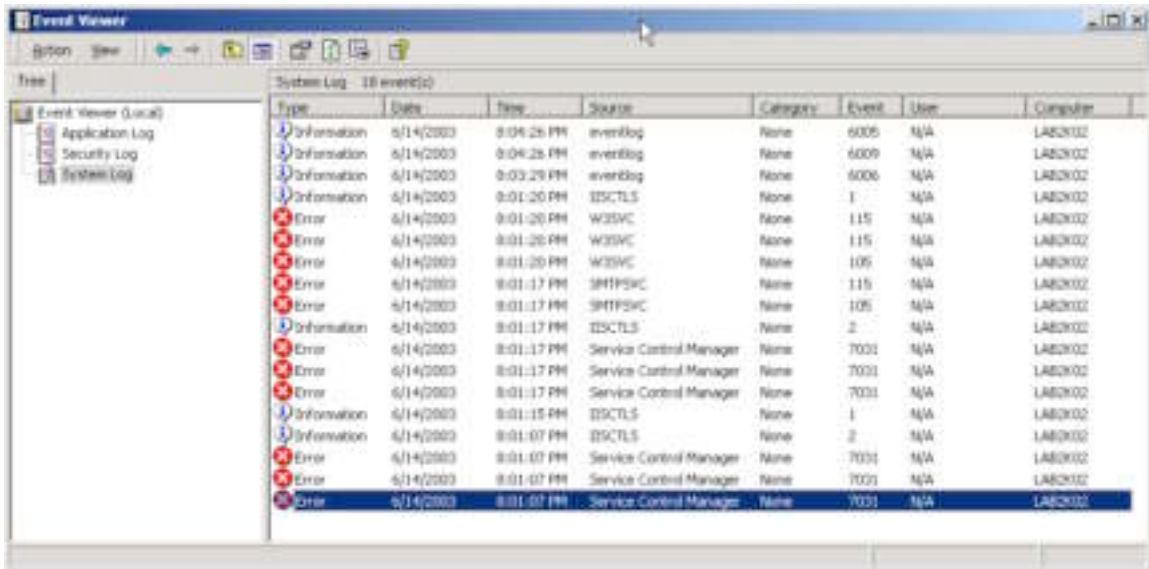 Event Viewer
Action View
Tree
System Log 18 event(s)
Event Viewer (Local)
Application Log
Security Log
System Log
Type Date Time Source Category Event User Computer
Information 6/14/2003 8:04:26 PM eventlog None 6005 N/A LAB2K02
Information 6/14/2003 8:04:26 PM eventlog None 6009 N/A LAB2K02
Information 6/14/2003 8:03:29 PM eventlog None 6006 N/A LAB2K02
Information 6/14/2003 8:01:20 PM IISCTLS None 1 N/A LAB2K02
Error 6/14/2003 8:01:20 PM W3SVC None 115 N/A LAB2K02
Error 6/14/2003 8:01:20 PM W3SVC None 115 N/A LAB2K02
Error 6/14/2003 8:01:20 PM W3SVC None 105 N/A LAB2K02
Error 6/14/2003 8:01:17 PM SMTPSVC None 115 N/A LAB2K02
Error 6/14/2003 8:01:17 PM SMTPSVC None 105 N/A LAB2K02
Information 6/14/2003 8:01:17 PM IISCTLS None 2 N/A LAB2K02
Error 6/14/2003 8:01:17 PM Service Control Manager None 7031 N/A LAB2K02
Error 6/14/2003 8:01:17 PM Service Control Manager None 7031 N/A LAB2K02
Error 6/14/2003 8:01:17 PM Service Control Manager None 7031 N/A LAB2K02
Information 6/14/2003 8:01:15 PM IISCTLS None 1 N/A LAB2K02
Information 6/14/2003 8:01:07 PM IISCTLS None 2 N/A LAB2K02
Error 6/14/2003 8:01:07 PM Service Control Manager None 7031 N/A LAB2K02
Error 6/14/2003 8:01:07 PM Service Control Manager None 7031 N/A LAB2K02
Error 6/14/2003 8:01:07 PM Service Control Manager None 7031 N/A LAB2K02